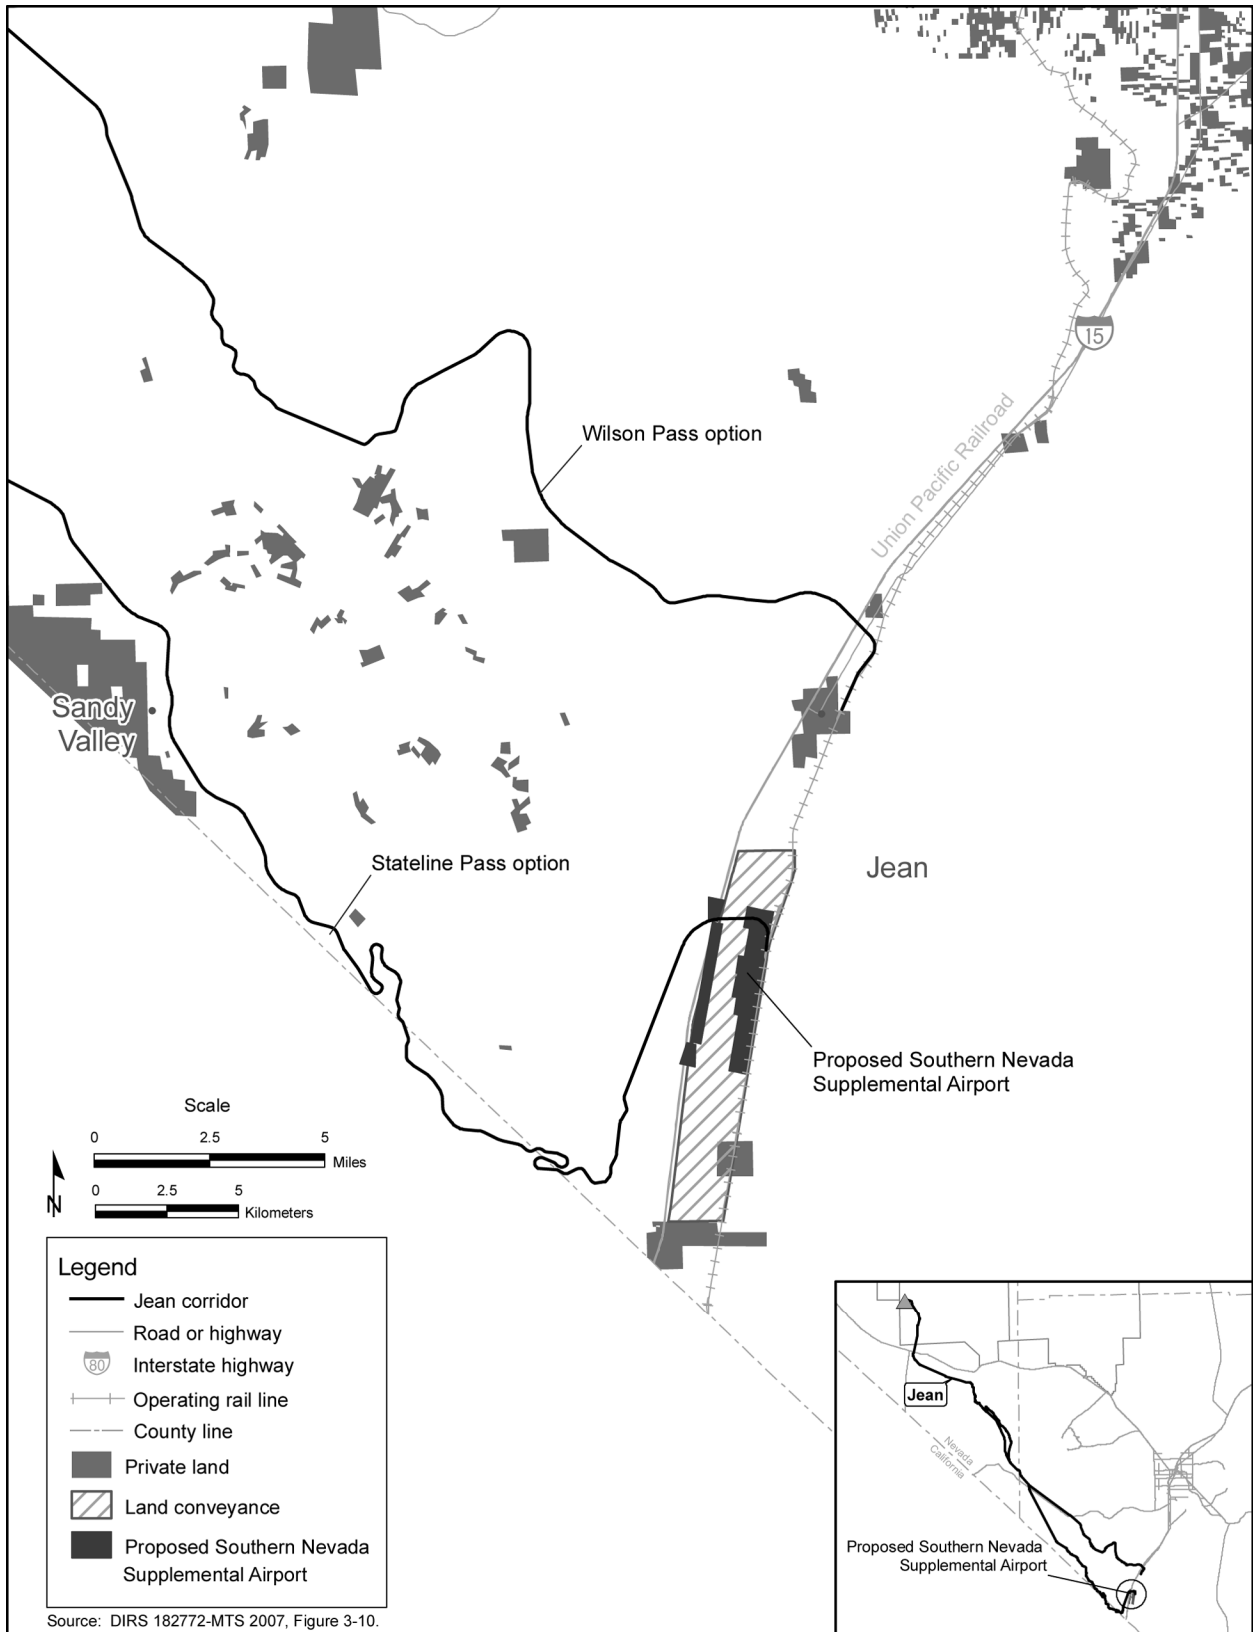 15
Union Pacific Railroad
Wilson Pass option
Sandy
Valley
Stateline Pass option
Jean
Proposed Southern Nevada
Supplemental Airport
Scale
0 2.5 5
Miles
0 2.5 5
Kilometers
N
Legend
Jean corridor
Road or highway
80 Interstate highway
Operating rail line
County line
Private land
Land conveyance
Proposed Southern Nevada
Supplemental Airport
Source: DIRS 182772-MTS 2007, Figure 3-10.
Jean
Nevada
California
Proposed Southern Nevada
Supplemental Airport